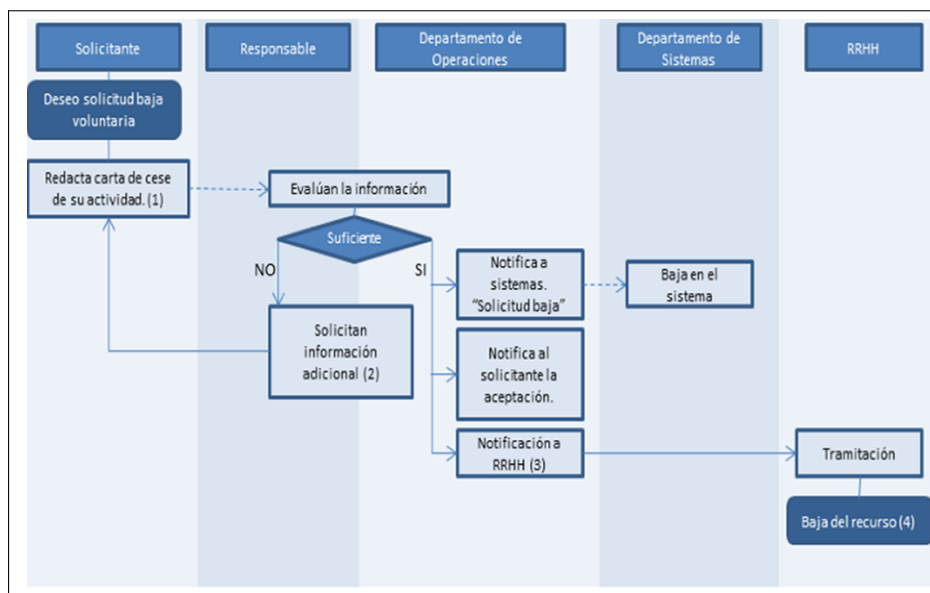 Solicitante
Responsable
Departamento de
Operaciones
Departamento de
Sistemas
RRHH
Deseo solicitud baja
voluntaria
Redacta carta de cese
de su actividad. (1)
Evalúan la información
Suficiente
NO
SI
Notifica a
sistemas.
“Solicitud baja”
Baja en el
sistema
Solicitan
información
adicional (2)
Notifica al
solicitante la
aceptación.
Notificación a
RRHH (3)
Tramitación
Baja del recurso (4)